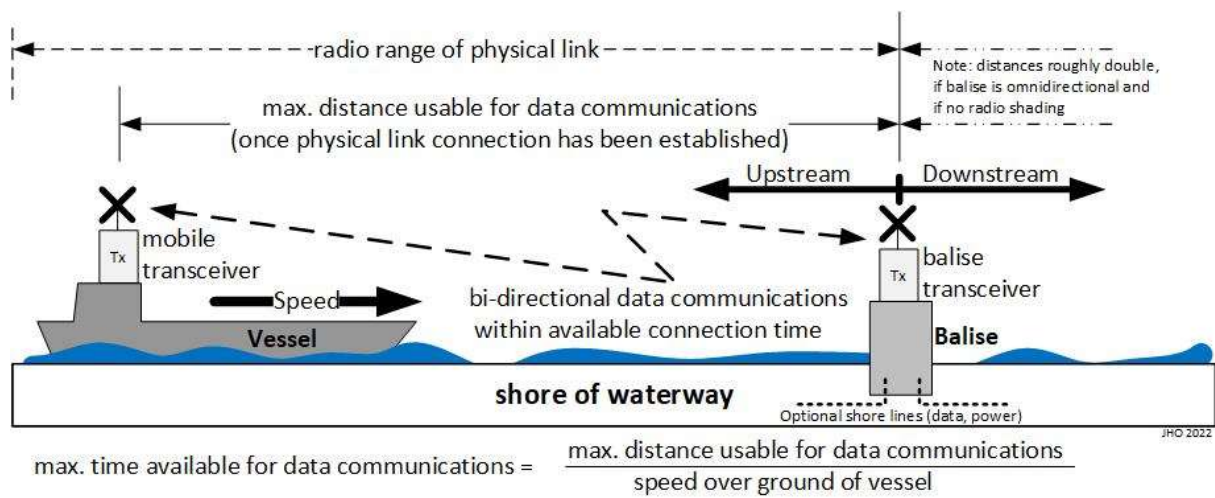 radio range of physical link
Note: distances roughly double,
if balise is omnidirectional and
if no radio shading
max. distance usable for data communications
(once physical link connection has been established)
Upstream
Downstream
mobile
transceiver
Tx
balise
transceiver
Tx
Speed
bi-directional data communications
within available connection time
Vessel
Balise
shore of waterway
Optional shore lines (data, power)
JHO 2022
max. time available for data communications =
max. distance usable for data communications
speed over ground of vessel